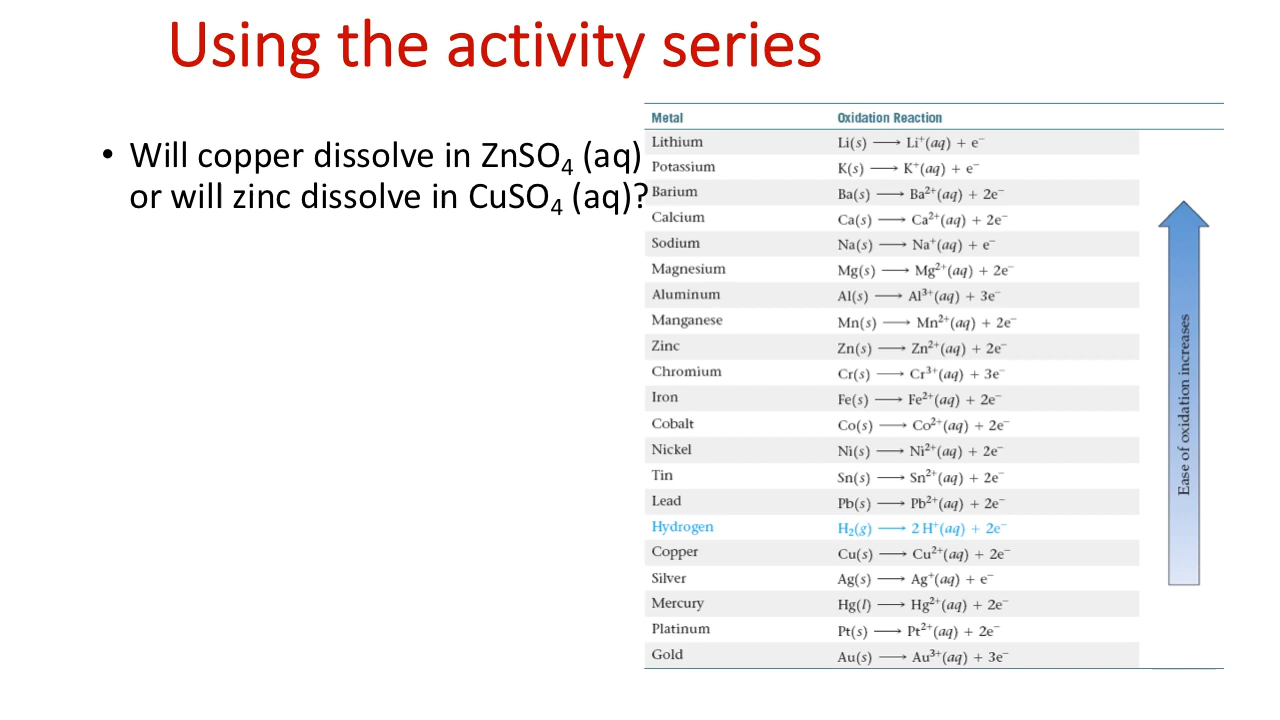 Using the activity series
• Will copper dissolve in ZnSO₄ (aq)
or will zinc dissolve in CuSO₄ (aq)?
Metal Oxidation Reaction
Lithium Li(s) ⟶ Li⁺(aq) + e⁻
Potassium K(s) ⟶ K⁺(aq) + e⁻
Barium Ba(s) ⟶ Ba²⁺(aq) + 2e⁻
Calcium Ca(s) ⟶ Ca²⁺(aq) + 2e⁻
Sodium Na(s) ⟶ Na⁺(aq) + e⁻
Magnesium Mg(s) ⟶ Mg²⁺(aq) + 2e⁻
Aluminum Al(s) ⟶ Al³⁺(aq) + 3e⁻
Manganese Mn(s) ⟶ Mn²⁺(aq) + 2e⁻
Zinc Zn(s) ⟶ Zn²⁺(aq) + 2e⁻
Chromium Cr(s) ⟶ Cr³⁺(aq) + 3e⁻
Iron Fe(s) ⟶ Fe²⁺(aq) + 2e⁻
Cobalt Co(s) ⟶ Co²⁺(aq) + 2e⁻
Nickel Ni(s) ⟶ Ni²⁺(aq) + 2e⁻
Tin Sn(s) ⟶ Sn²⁺(aq) + 2e⁻
Lead Pb(s) ⟶ Pb²⁺(aq) + 2e⁻
Hydrogen H₂(g) ⟶ 2 H⁺(aq) + 2e⁻
Copper Cu(s) ⟶ Cu²⁺(aq) + 2e⁻
Silver Ag(s) ⟶ Ag⁺(aq) + e⁻
Mercury Hg(l) ⟶ Hg²⁺(aq) + 2e⁻
Platinum Pt(s) ⟶ Pt²⁺(aq) + 2e⁻
Gold Au(s) ⟶ Au³⁺(aq) + 3e⁻
Ease of oxidation increases